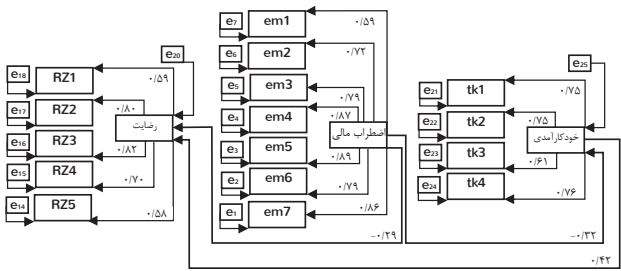 e18 RZ1 ۰/۵۹ e20
e17 RZ2 ۰/۸۰
رضایت
e16 RZ3 ۰/۸۲
e15 RZ4 ۰/۷۰
e14 RZ5 ۰/۵۸
e7 em1 ۰/۵۹
e6 em2 ۰/۷۲
e5 em3 ۰/۷۹
e4 em4 ۰/۸۷
اضطراب مالی
e3 em5 ۰/۸۹
e2 em6 ۰/۷۹
e1 em7 ۰/۸۶
-۰/۲۹
e25
e21 tk1 ۰/۷۵
e22 tk2 ۰/۷۵
خودکارآمدی
e23 tk3 ۰/۶۱
e24 tk4 ۰/۷۶
-۰/۳۲
۰/۴۲